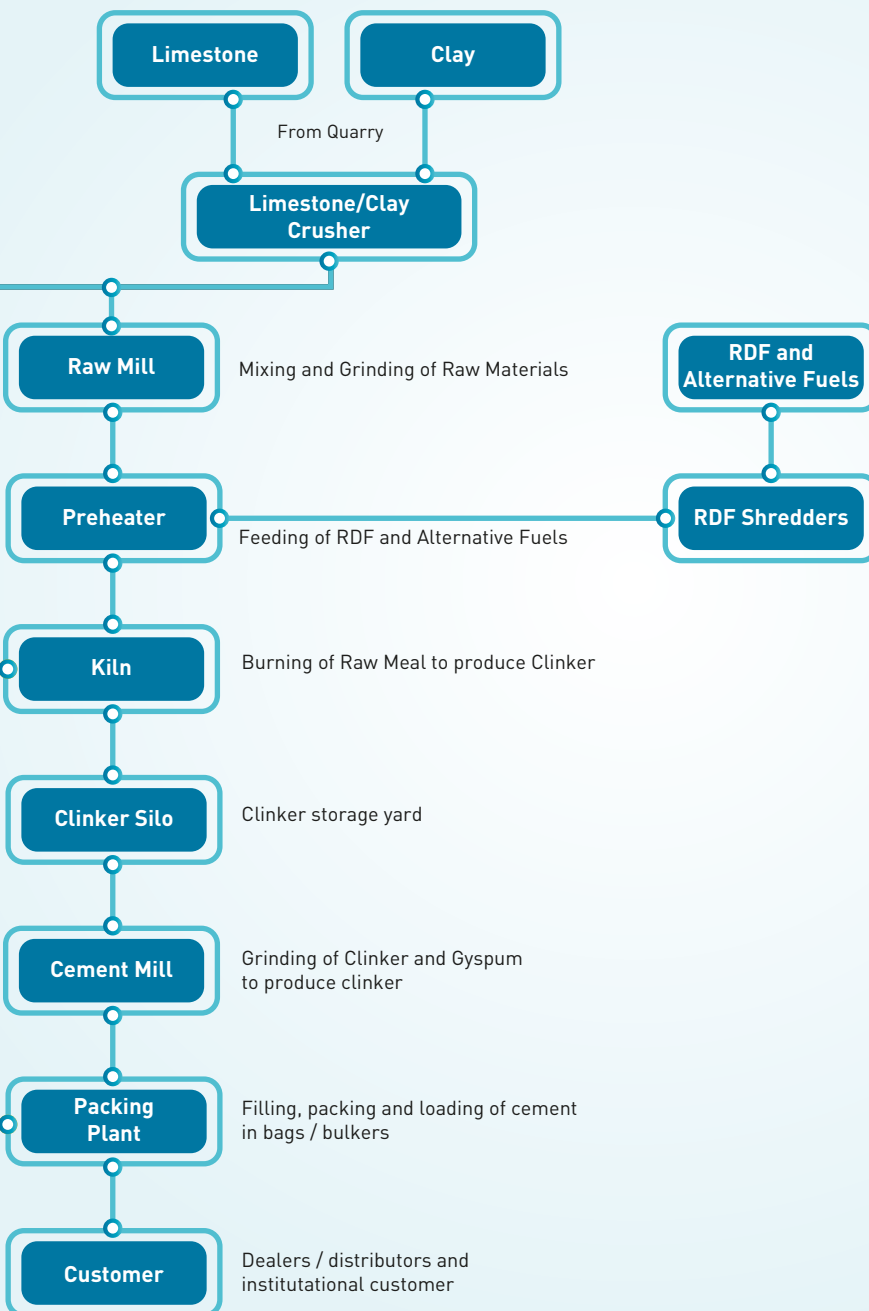 Limestone
Clay
From Quarry
Limestone/Clay
Crusher
Raw Mill
Mixing and Grinding of Raw Materials
RDF and
Alternative Fuels
Preheater
Feeding of RDF and Alternative Fuels
RDF Shredders
Kiln
Burning of Raw Meal to produce Clinker
Clinker Silo
Clinker storage yard
Cement Mill
Grinding of Clinker and Gyspum
to produce clinker
Packing
Plant
Filling, packing and loading of cement
in bags / bulkers
Customer
Dealers / distributors and
institutational customer